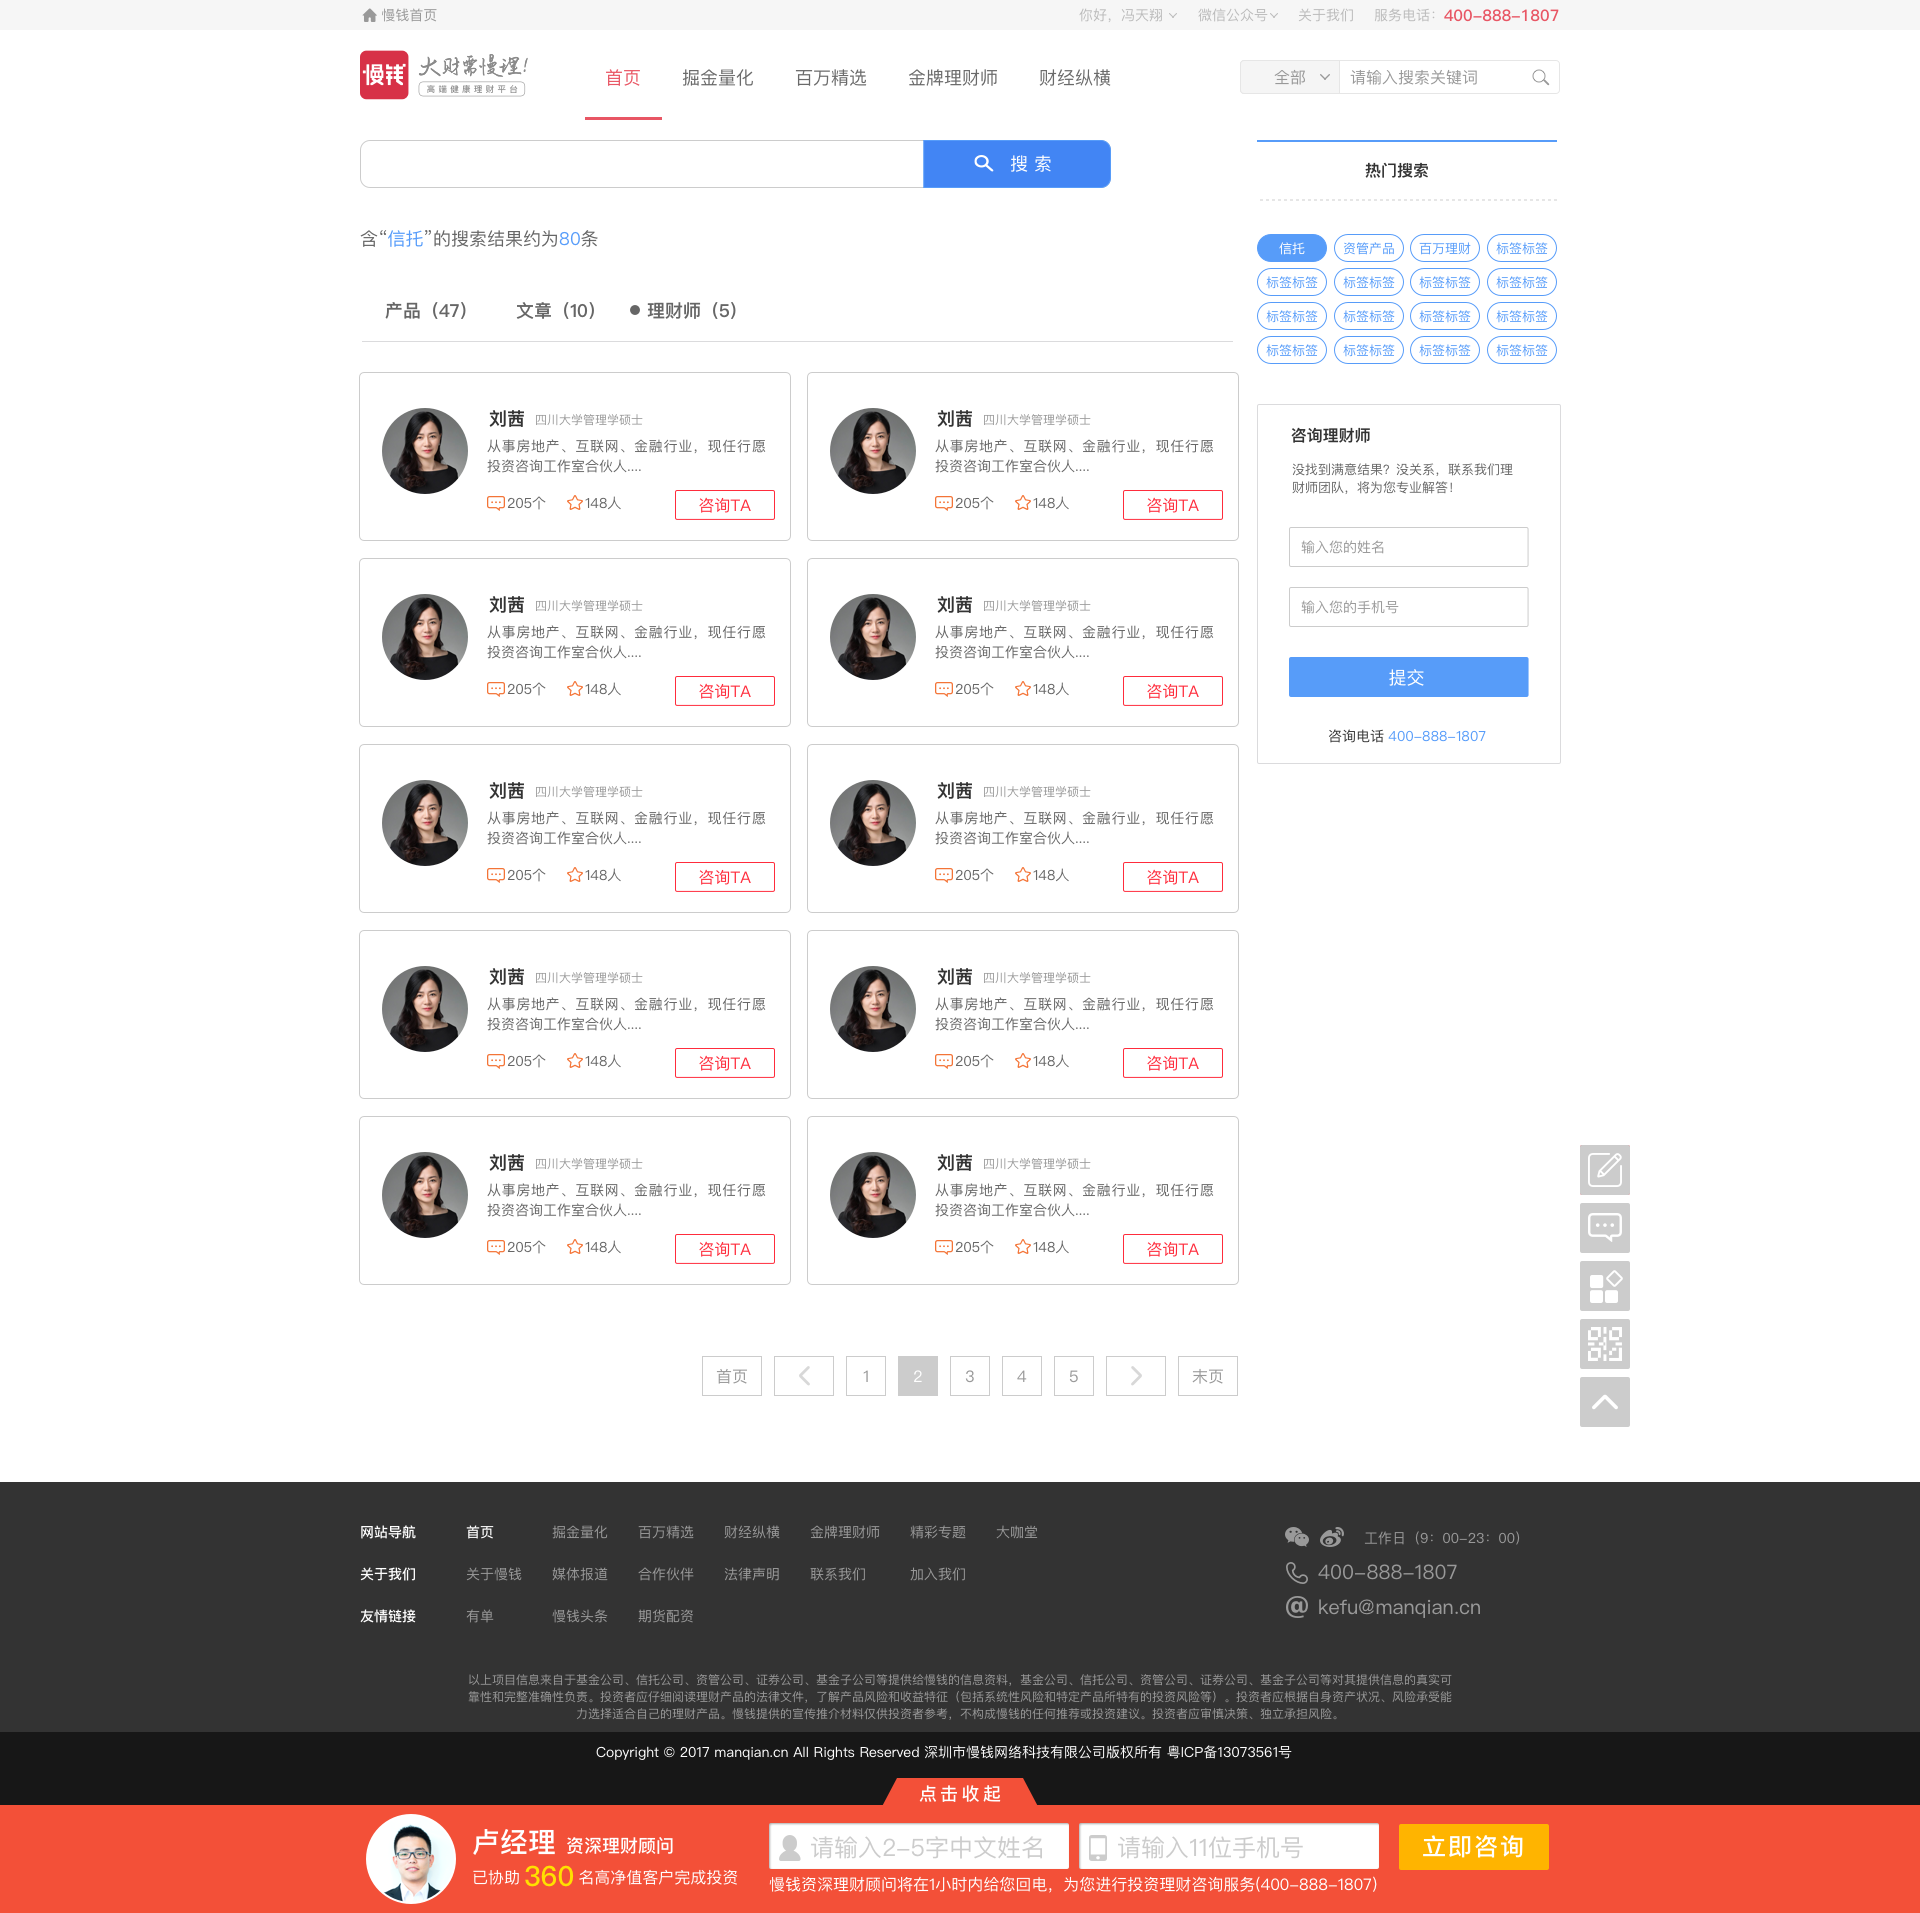 慢钱首页
你好，冯天翔 微信公众号 关于我们 服务电话：400-888-1807
慢钱 大财需慢理！
高端健康理财平台
首页 掘金量化 百万精选 金牌理财师 财经纵横
全部 请输入搜索关键词
搜 索
热门搜索
含“信托”的搜索结果约为80条
信托 资管产品 百万理财 标签标签
标签标签 标签标签 标签标签 标签标签
标签标签 标签标签 标签标签 标签标签
标签标签 标签标签 标签标签 标签标签
产品（47） 文章（10） 理财师（5）
刘茜 四川大学管理学硕士
从事房地产、互联网、金融行业，现任行愿
投资咨询工作室合伙人....
205个 148人 咨询TA
刘茜 四川大学管理学硕士
从事房地产、互联网、金融行业，现任行愿
投资咨询工作室合伙人....
205个 148人 咨询TA
咨询理财师
没找到满意结果？没关系，联系我们理
财师团队，将为您专业解答！
输入您的姓名
输入您的手机号
提交
咨询电话 400-888-1807
刘茜 四川大学管理学硕士
从事房地产、互联网、金融行业，现任行愿
投资咨询工作室合伙人....
205个 148人 咨询TA
刘茜 四川大学管理学硕士
从事房地产、互联网、金融行业，现任行愿
投资咨询工作室合伙人....
205个 148人 咨询TA
刘茜 四川大学管理学硕士
从事房地产、互联网、金融行业，现任行愿
投资咨询工作室合伙人....
205个 148人 咨询TA
刘茜 四川大学管理学硕士
从事房地产、互联网、金融行业，现任行愿
投资咨询工作室合伙人....
205个 148人 咨询TA
刘茜 四川大学管理学硕士
从事房地产、互联网、金融行业，现任行愿
投资咨询工作室合伙人....
205个 148人 咨询TA
刘茜 四川大学管理学硕士
从事房地产、互联网、金融行业，现任行愿
投资咨询工作室合伙人....
205个 148人 咨询TA
刘茜 四川大学管理学硕士
从事房地产、互联网、金融行业，现任行愿
投资咨询工作室合伙人....
205个 148人 咨询TA
刘茜 四川大学管理学硕士
从事房地产、互联网、金融行业，现任行愿
投资咨询工作室合伙人....
205个 148人 咨询TA
首页 1 2 3 4 5 末页
网站导航 首页 掘金量化 百万精选 财经纵横 金牌理财师 精彩专题 大咖堂
关于我们 关于慢钱 媒体报道 合作伙伴 法律声明 联系我们 加入我们
友情链接 有单 慢钱头条 期货配资
工作日（9：00-23：00）
400-888-1807
kefu@manqian.cn
以上项目信息来自于基金公司、信托公司、资管公司、证券公司、基金子公司等提供给慢钱的信息资料，基金公司、信托公司、资管公司、证券公司、基金子公司等对其提供信息的真实可
靠性和完整准确性负责。投资者应仔细阅读理财产品的法律文件，了解产品风险和收益特征（包括系统性风险和特定产品所特有的投资风险等）。投资者应根据自身资产状况、风险承受能
力选择适合自己的理财产品。慢钱提供的宣传推介材料仅供投资者参考，不构成慢钱的任何推荐或投资建议。投资者应审慎决策、独立承担风险。
Copyright © 2017 manqian.cn All Rights Reserved 深圳市慢钱网络科技有限公司版权所有 粤ICP备13073561号
点击收起
卢经理 资深理财顾问
已协助 360 名高净值客户完成投资
请输入2-5字中文姓名 请输入11位手机号 立即咨询
慢钱资深理财顾问将在1小时内给您回电，为您进行投资理财咨询服务(400-888-1807)